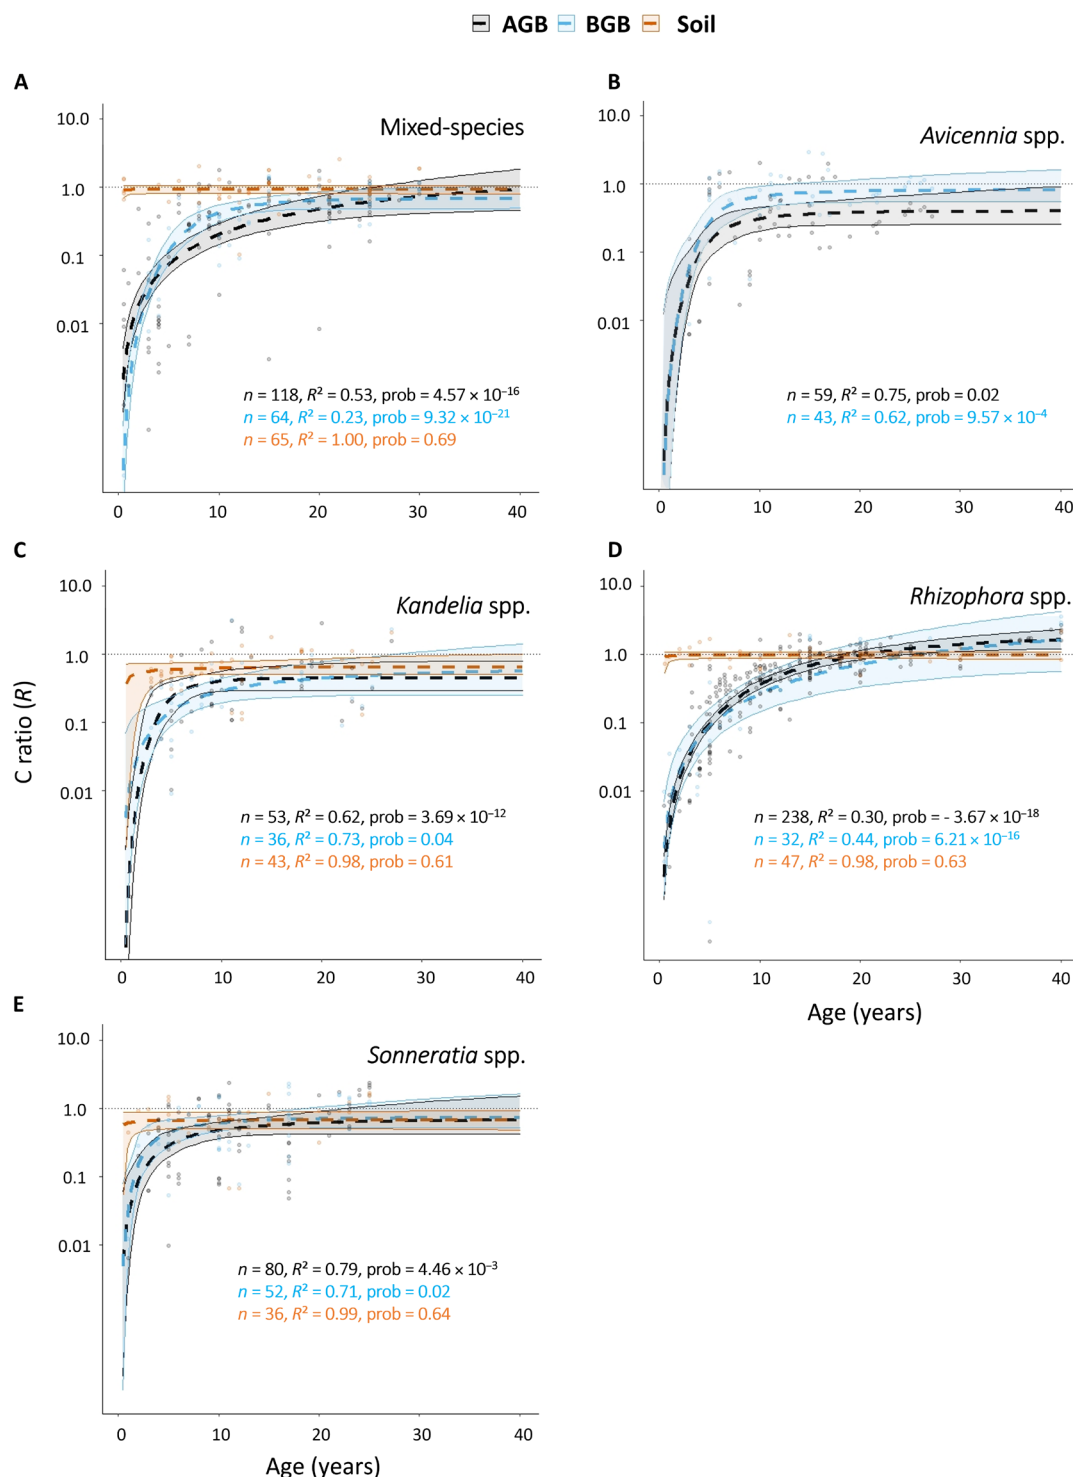 AGB BGB Soil
A
Mixed-species
10.0
1.0
0.1
0.01
n = 118, R² = 0.53, prob = 4.57 × 10⁻¹⁶
n = 64, R² = 0.23, prob = 9.32 × 10⁻²¹
n = 65, R² = 1.00, prob = 0.69
0 10 20 30 40
B
Avicennia spp.
10.0
1.0
0.1
0.01
n = 59, R² = 0.75, prob = 0.02
n = 43, R² = 0.62, prob = 9.57 × 10⁻⁴
0 10 20 30 40
C
Kandelia spp.
10.0
1.0
0.1
0.01
C ratio (R)
n = 53, R² = 0.62, prob = 3.69 × 10⁻¹²
n = 36, R² = 0.73, prob = 0.04
n = 43, R² = 0.98, prob = 0.61
0 10 20 30 40
D
Rhizophora spp.
10.0
1.0
0.1
0.01
n = 238, R² = 0.30, prob = - 3.67 × 10⁻¹⁸
n = 32, R² = 0.44, prob = 6.21 × 10⁻¹⁶
n = 47, R² = 0.98, prob = 0.63
0 10 20 30 40
Age (years)
E
Sonneratia spp.
10.0
1.0
0.1
0.01
n = 80, R² = 0.79, prob = 4.46 × 10⁻³
n = 52, R² = 0.71, prob = 0.02
n = 36, R² = 0.99, prob = 0.64
0 10 20 30 40
Age (years)